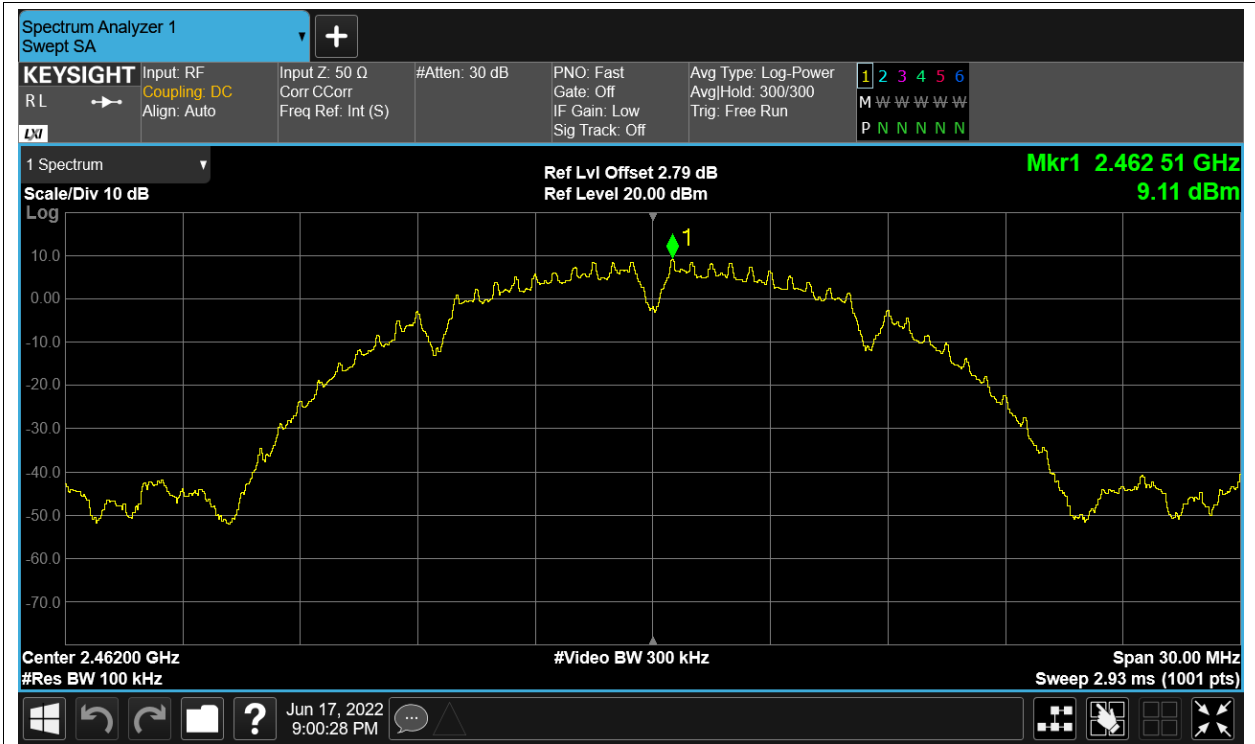 Spectrum Analyzer 1
Swept SA
+
KEYSIGHT
R L
LXI
Input: RF
Coupling: DC
Align: Auto
Input Z: 50 Ω
Corr CCorr
Freq Ref: Int (S)
#Atten: 30 dB
PNO: Fast
Gate: Off
IF Gain: Low
Sig Track: Off
Avg Type: Log-Power
Avg|Hold: 300/300
Trig: Free Run
1 2 3 4 5 6
M W W W W W
P N N N N N
1 Spectrum
Scale/Div 10 dB
Log
Ref Lvl Offset 2.79 dB
Ref Level 20.00 dBm
Mkr1 2.462 51 GHz
9.11 dBm
1
10.0
0.00
-10.0
-20.0
-30.0
-40.0
-50.0
-60.0
-70.0
Center 2.46200 GHz
#Res BW 100 kHz
#Video BW 300 kHz
Span 30.00 MHz
Sweep 2.93 ms (1001 pts)
?
Jun 17, 2022
9:00:28 PM